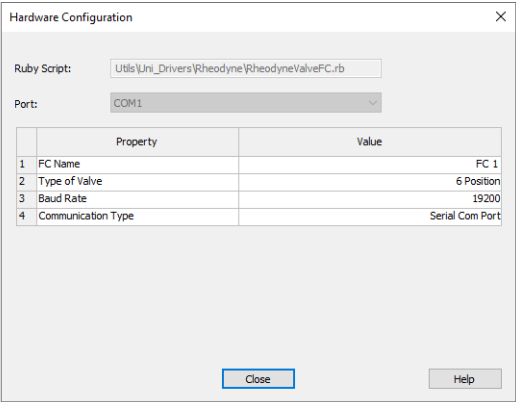 Hardware Configuration
Ruby Script: Utils\Uni_Drivers\Rheodyne\RheodyneValveFC.rb
Port: COM1
Property Value
1 FC Name FC 1
2 Type of Valve 6 Position
3 Baud Rate 19200
4 Communication Type Serial Com Port
Close Help